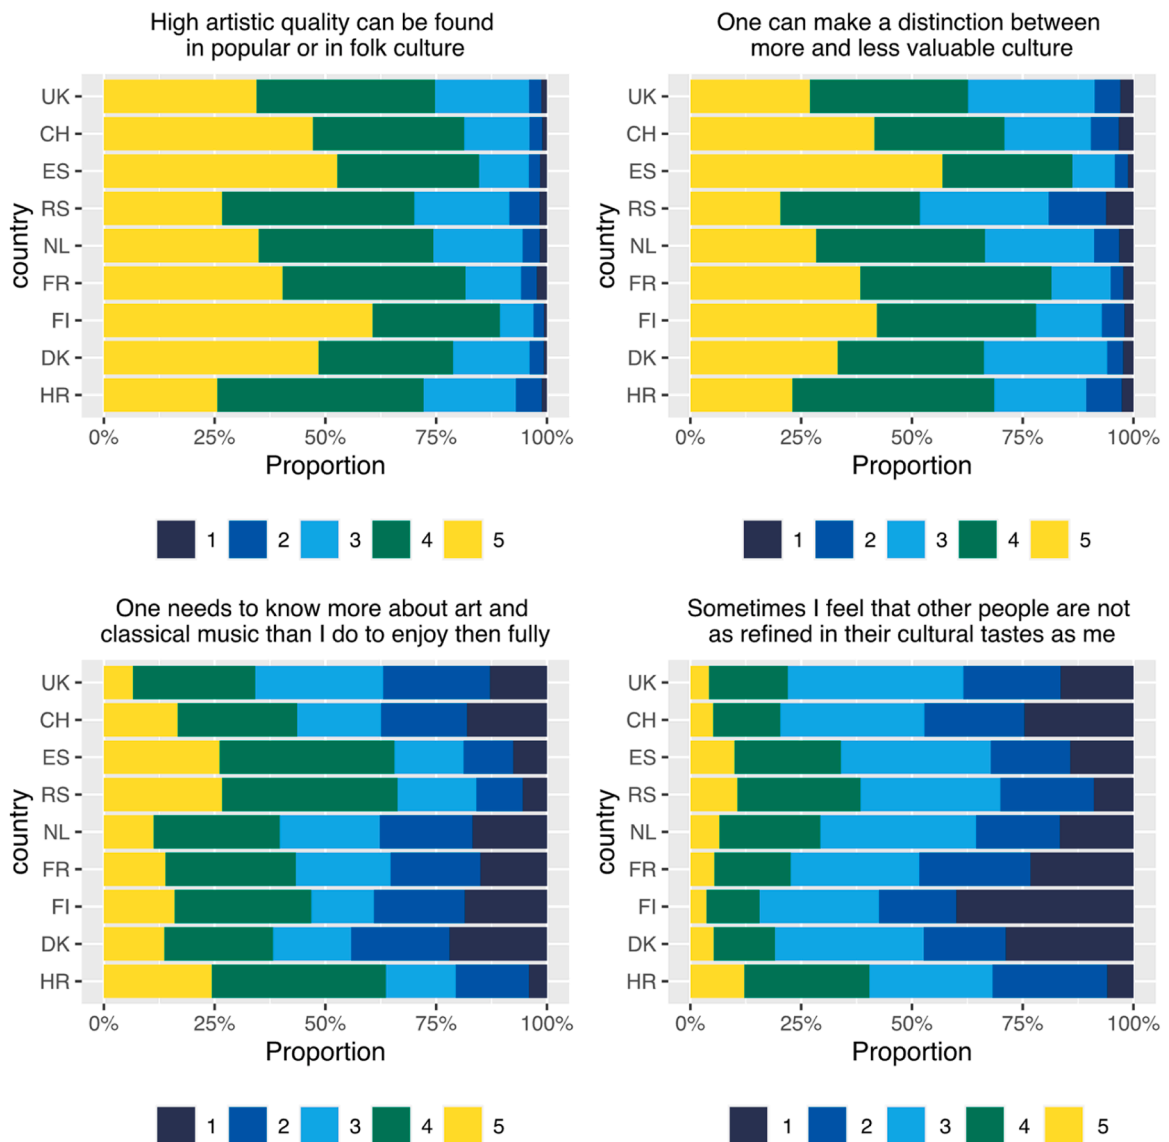 High artistic quality can be found
in popular or in folk culture
country
UK
CH
ES
RS
NL
FR
FI
DK
HR
0% 25% 50% 75% 100%
Proportion
1 2 3 4 5
One can make a distinction between
more and less valuable culture
country
UK
CH
ES
RS
NL
FR
FI
DK
HR
0% 25% 50% 75% 100%
Proportion
1 2 3 4 5
One needs to know more about art and
classical music than I do to enjoy then fully
country
UK
CH
ES
RS
NL
FR
FI
DK
HR
0% 25% 50% 75% 100%
Proportion
1 2 3 4 5
Sometimes I feel that other people are not
as refined in their cultural tastes as me
country
UK
CH
ES
RS
NL
FR
FI
DK
HR
0% 25% 50% 75% 100%
Proportion
1 2 3 4 5